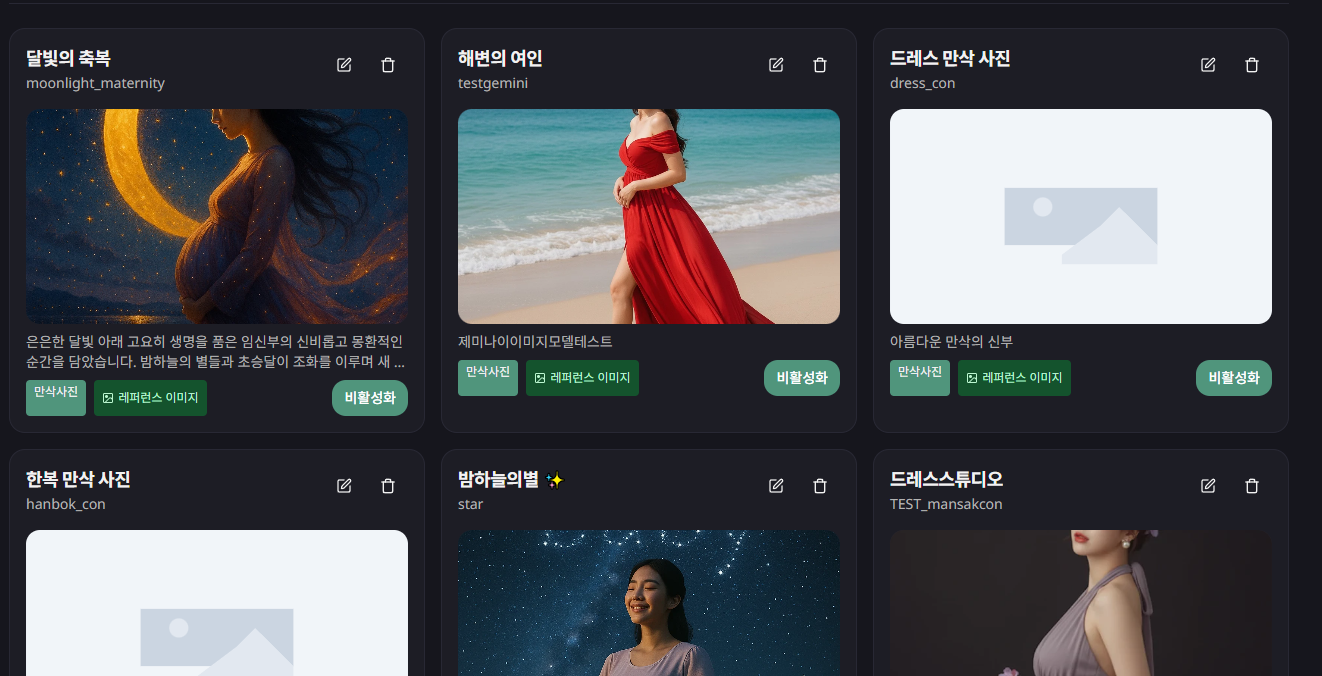 달빛의 축복
moonlight_maternity
은은한 달빛 아래 고요히 생명을 품은 임신부의 신비롭고 몽환적인
순간을 담았습니다. 밤하늘의 별들과 초승달이 조화를 이루며 새 ...
만삭사진
레퍼런스 이미지
비활성화
해변의 여인
testgemini
제미나이이미지모델테스트
만삭사진
레퍼런스 이미지
비활성화
드레스 만삭 사진
dress_con
아름다운 만삭의 신부
만삭사진
레퍼런스 이미지
비활성화
한복 만삭 사진
hanbok_con
밤하늘의별 ✨
star
드레스스튜디오
TEST_mansakcon